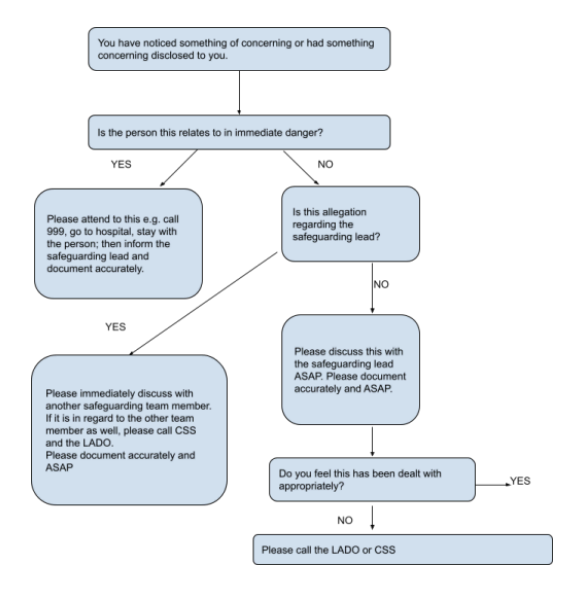 You have noticed something of concerning or had something
concerning disclosed to you.
Is the person this relates to in immediate danger?
YES
NO
Please attend to this e.g. call
999, go to hospital, stay with
the person; then inform the
safeguarding lead and
document accurately.
Is this allegation
regarding the
safeguarding lead?
NO
YES
Please discuss this with
the safeguarding lead
ASAP. Please document
accurately and ASAP.
Please immediately discuss with
another safeguarding team member.
If it is in regard to the other team
member as well, please call CSS
and the LADO.
Please document accurately and
ASAP
Do you feel this has been dealt with
appropriately?
YES
NO
Please call the LADO or CSS